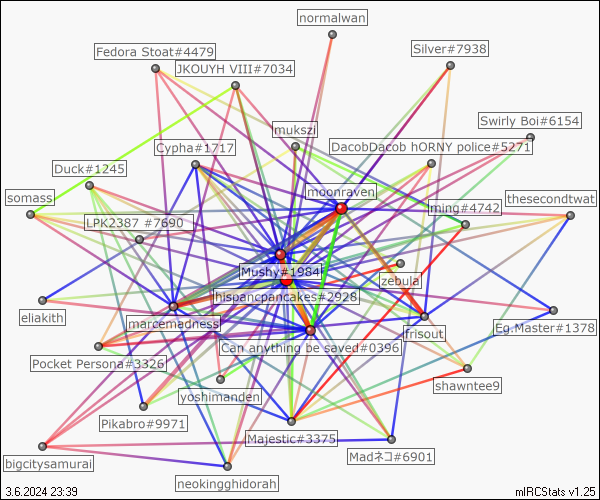 normalwan
Fedora Stoat#4479
Silver#7938
JKOUYH VIII#7034
Swirly Boi#6154
mukszi
Cypha#1717
DacobDacob hORNY police#5271
Duck#1245
moonraven
somass
thesecondtwat
ming#4742
LPK2387 #7690
Mushy#1984
zebula
hispancpancakes#2928
eliakith
marcemadness
frisout
Eg.Master#1378
Can anything be saved#0396
Pocket Persona#3326
shawntee9
yoshimanden
Pikabro#9971
Majestic#3375
Madネコ#6901
bigcitysamurai
neokingghidorah
3.6.2024 23:39
mIRCStats v1.25